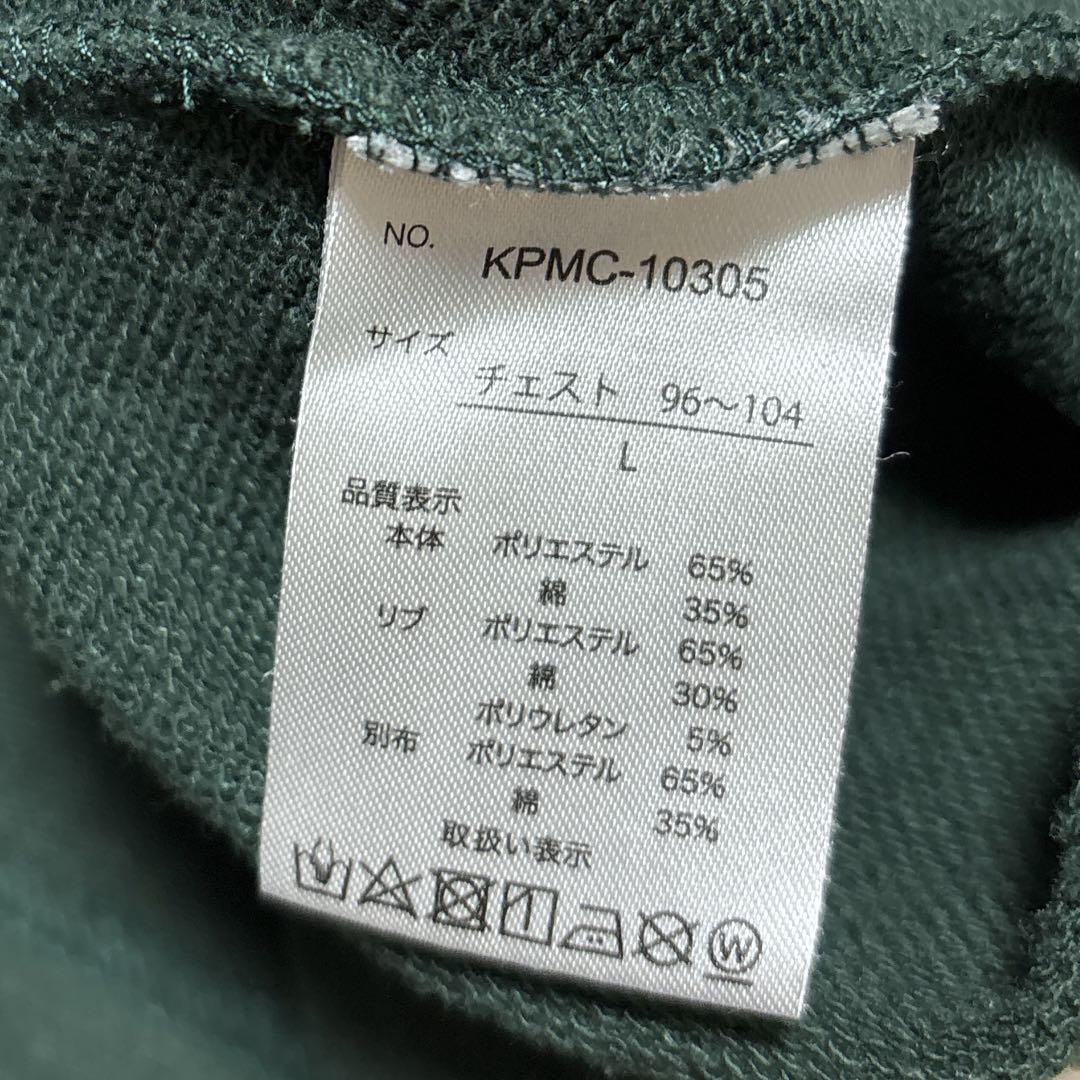 NO.
KPMC-10305
サイズ
チェスト 96〜104
L
品質表示
本体 ポリエステル 65%
綿 35%
リブ ポリエステル 65%
綿 30%
ポリウレタン 5%
別布 ポリエステル 65%
綿 35%
取扱い表示
W